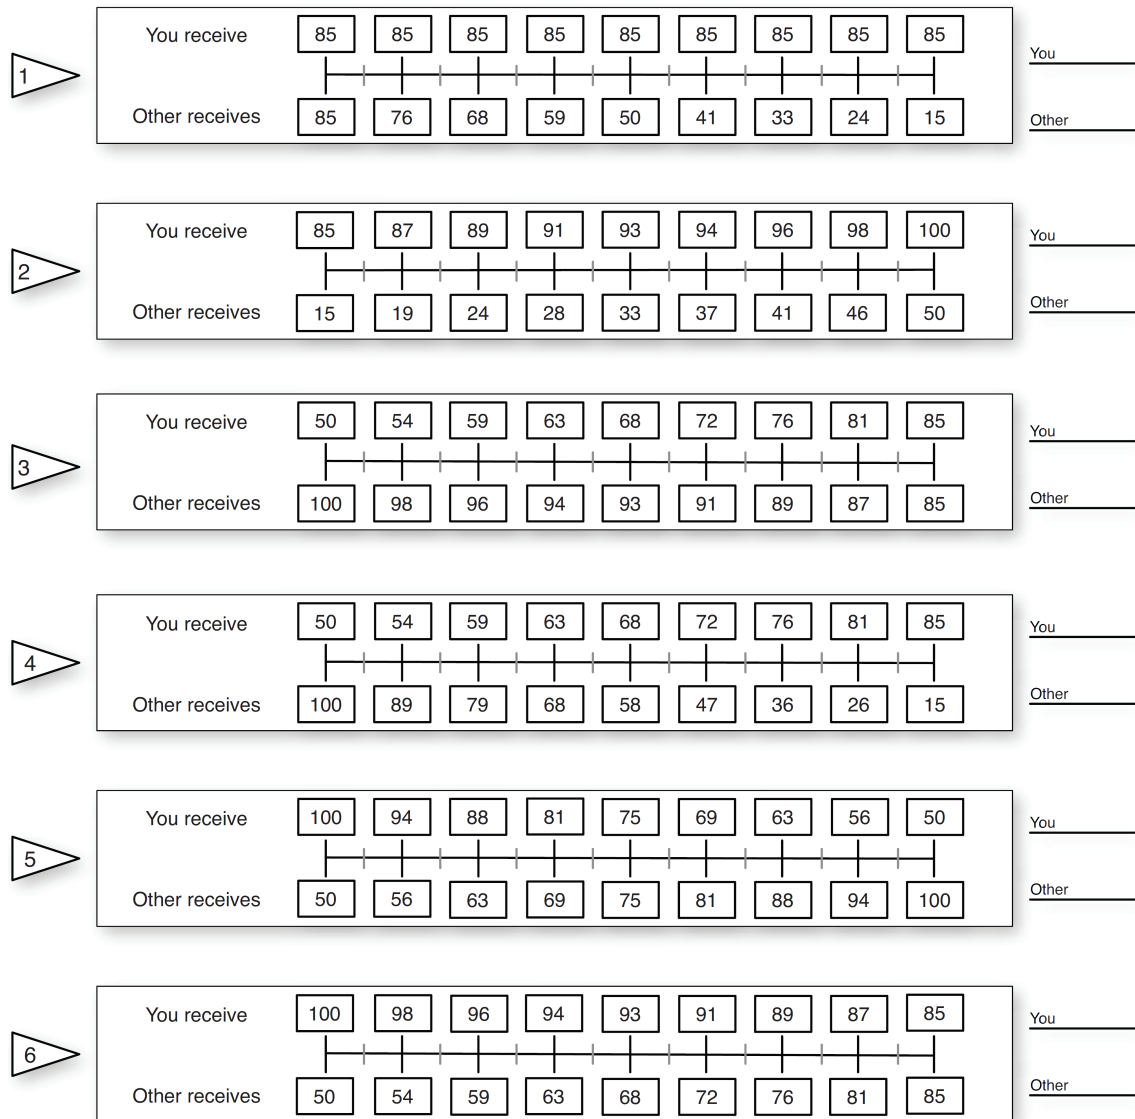 You receive 85 85 85 85 85 85 85 85 85
You
1
Other receives 85 76 68 59 50 41 33 24 15
Other
You receive 85 87 89 91 93 94 96 98 100
You
2
Other receives 15 19 24 28 33 37 41 46 50
Other
You receive 50 54 59 63 68 72 76 81 85
You
3
Other receives 100 98 96 94 93 91 89 87 85
Other
You receive 50 54 59 63 68 72 76 81 85
You
4
Other receives 100 89 79 68 58 47 36 26 15
Other
You receive 100 94 88 81 75 69 63 56 50
You
5
Other receives 50 56 63 69 75 81 88 94 100
Other
You receive 100 98 96 94 93 91 89 87 85
You
6
Other receives 50 54 59 63 68 72 76 81 85
Other